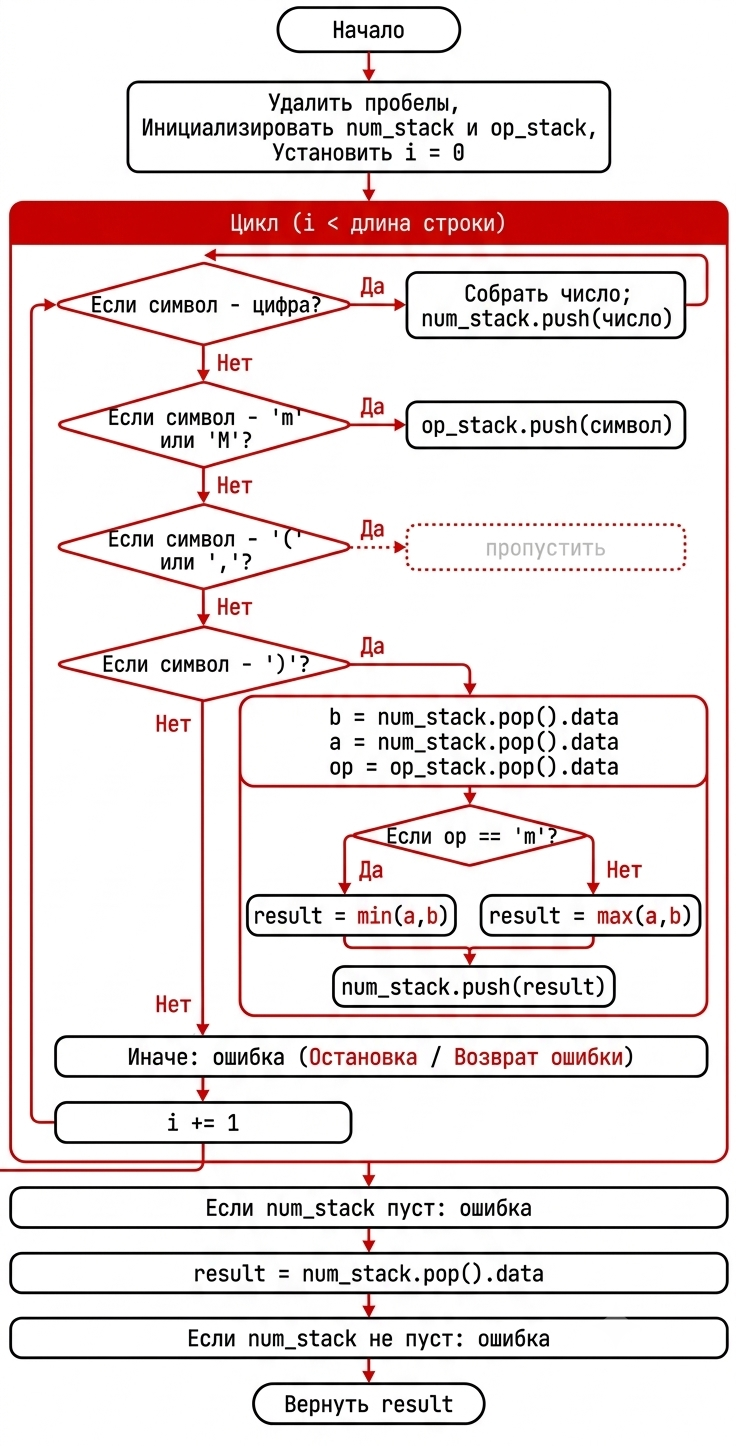 Начало
Удалить пробелы,
Инициализировать num_stack и op_stack,
Установить i = 0
Цикл (i < длина строки)
Если символ - цифра?
Да
Собрать число;
num_stack.push(число)
Нет
Если символ - 'm'
или 'M'?
Да
op_stack.push(символ)
Нет
Если символ - '('
или ','?
Да
пропустить
Нет
Если символ - ')'?
Да
Нет
b = num_stack.pop().data
a = num_stack.pop().data
op = op_stack.pop().data
Если op == 'm'?
Да
Нет
result = min(a,b)
result = max(a,b)
num_stack.push(result)
Нет
Иначе: ошибка (Остановка / Возврат ошибки)
i += 1
Если num_stack пуст: ошибка
result = num_stack.pop().data
Если num_stack не пуст: ошибка
Вернуть result